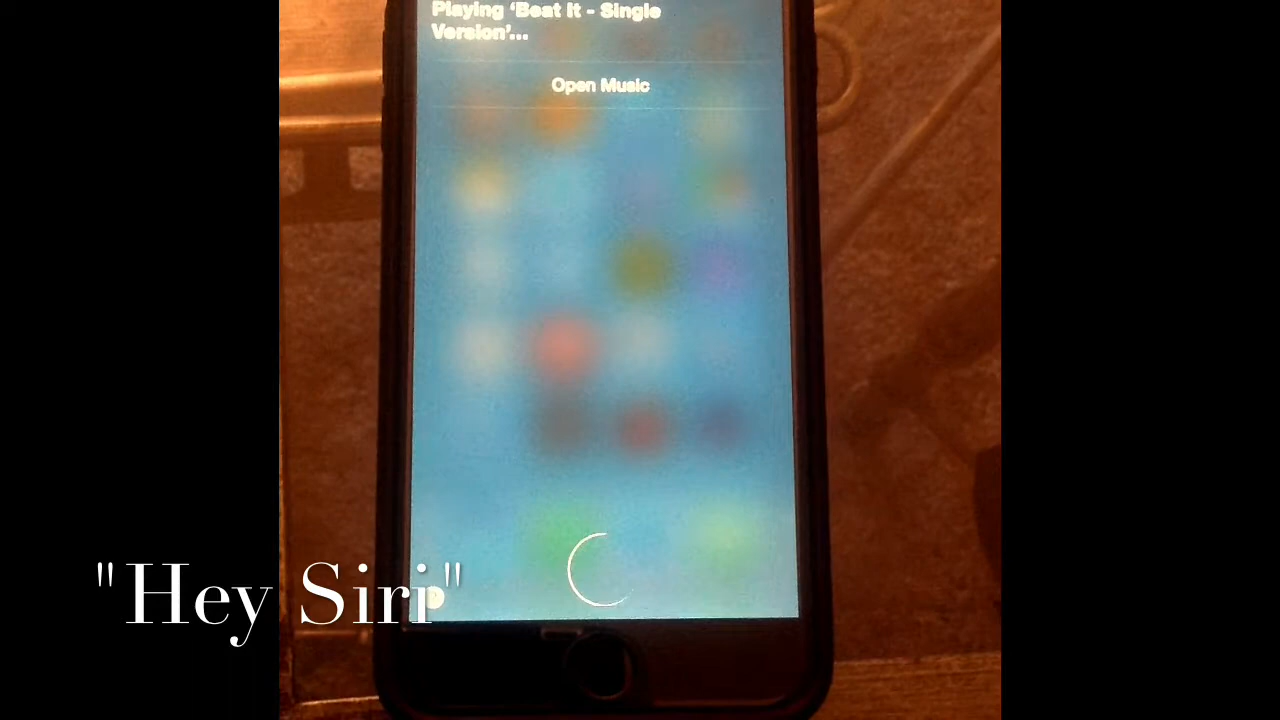 Playing ‘Beat It - Single
Version’...
Open Music
"Hey Siri"